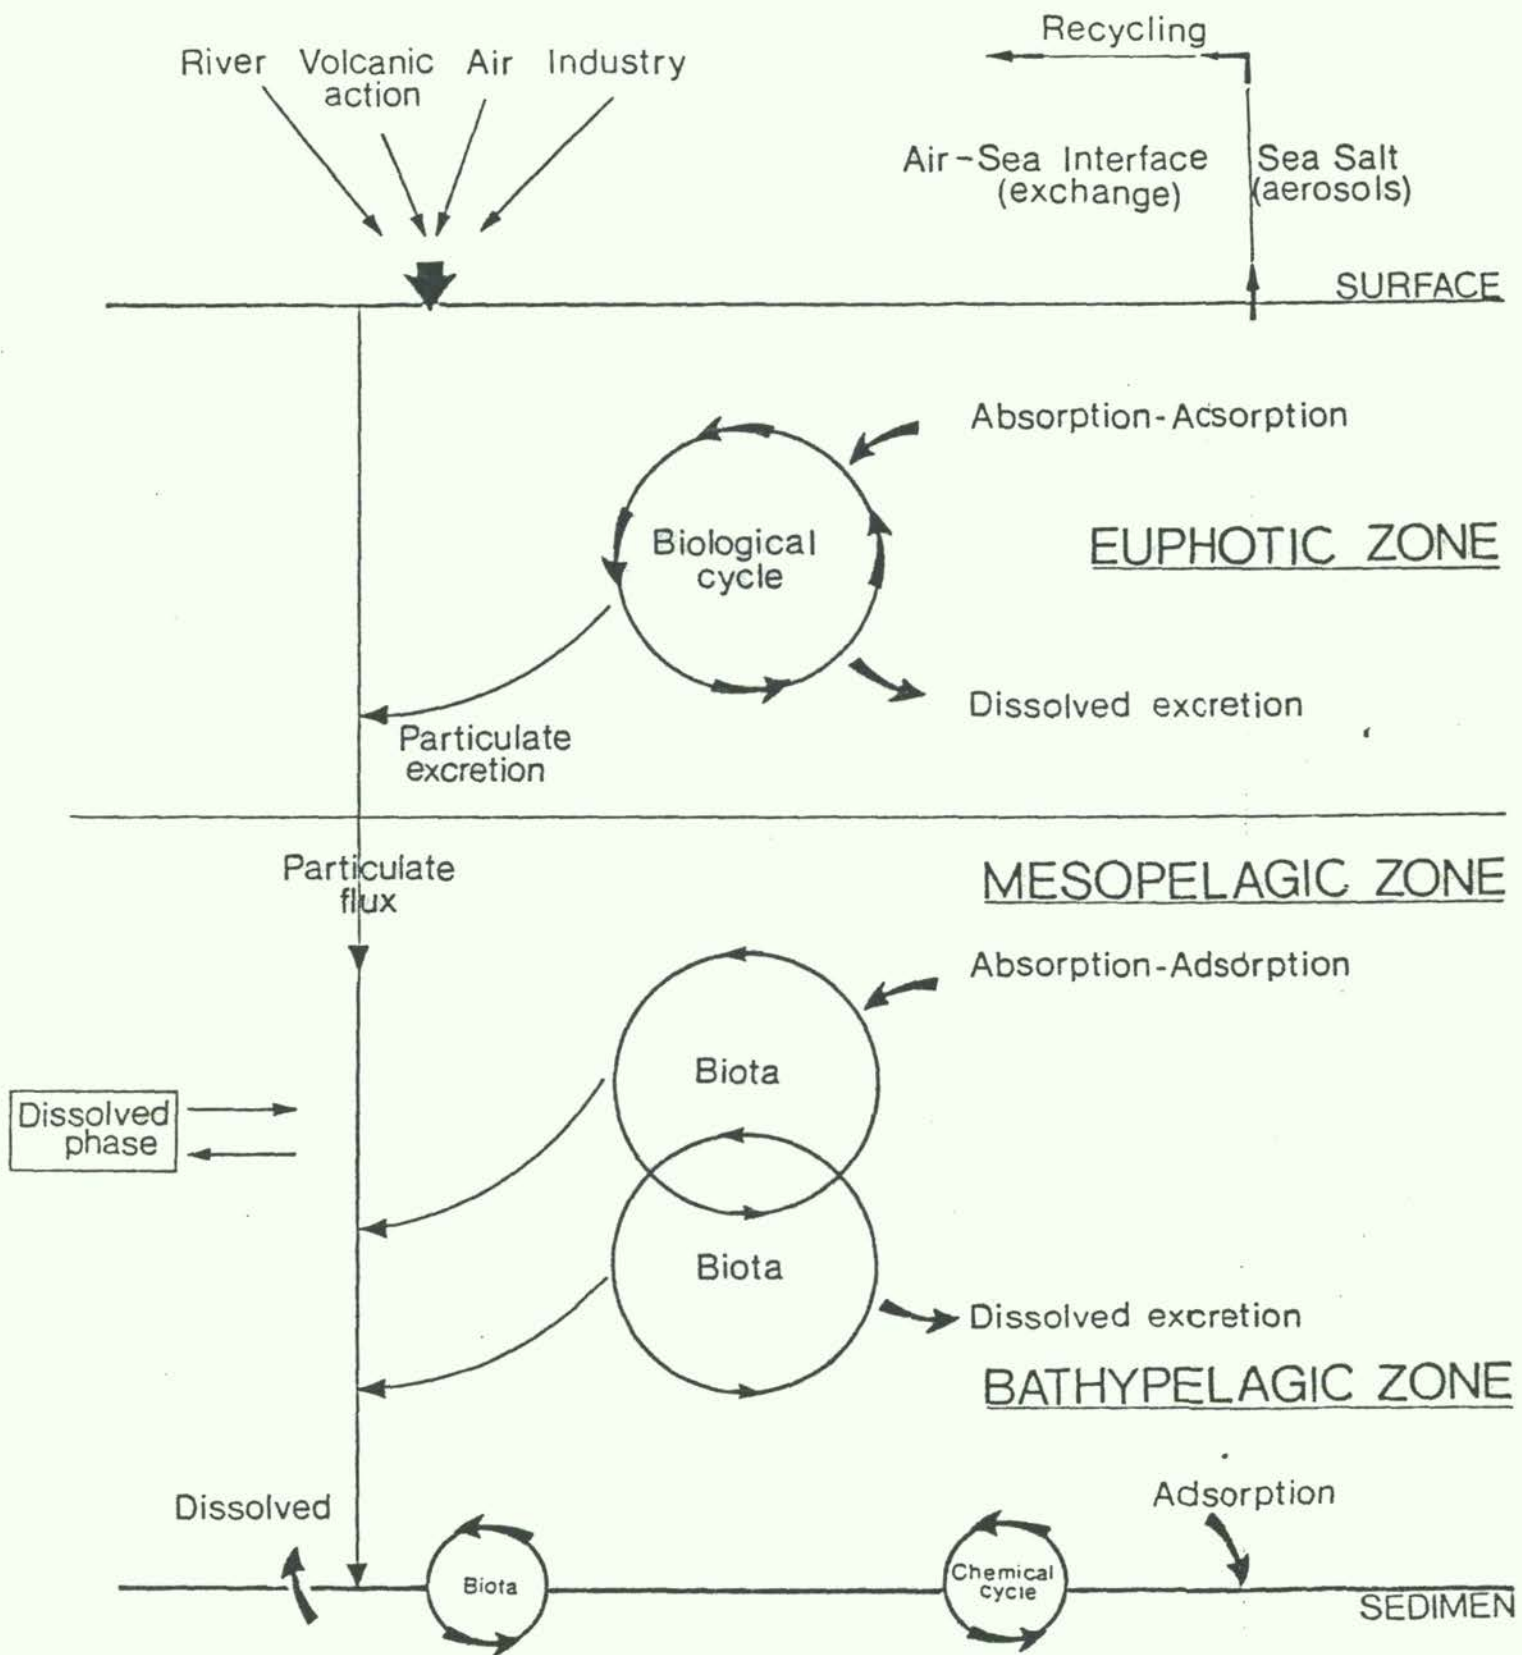 Recycling
River Volcanic Air Industry
action
Air-Sea Interface Sea Salt
(exchange) (aerosols)
SURFACE
Absorption-Acsorption
Biological
cycle
EUPHOTIC ZONE
Dissolved excretion
Particulate
excretion
Particulate
flux
MESOPELAGIC ZONE
Absorption-Adsorption
Biota
Dissolved
phase
Biota
Dissolved excretion
BATHYPELAGIC ZONE
Dissolved
Adsorption
Biota
Chemical
cycle
SEDIMEN